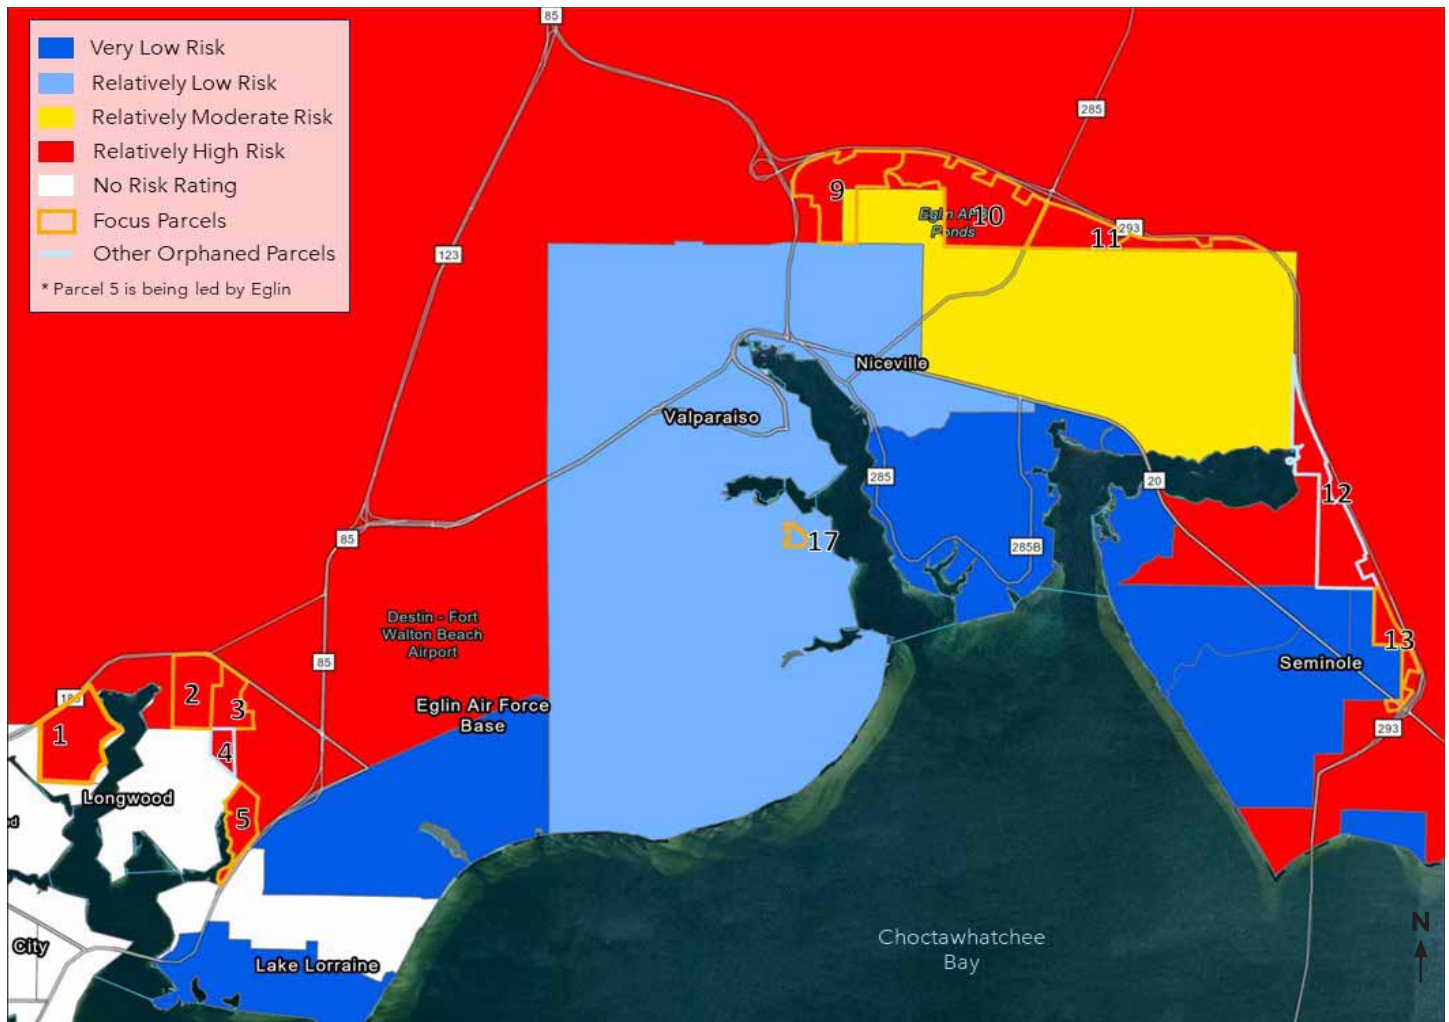 Very Low Risk
Relatively Low Risk
Relatively Moderate Risk
Relatively High Risk
No Risk Rating
Focus Parcels
Other Orphaned Parcels
* Parcel 5 is being led by Eglin
85
285
9
10
Ponds
11
293
123
Niceville
Valparaiso
285
20
12
17
285B
85
Destin - Fort
Walton Beach
Airport
13
Seminole
85
2
3
1
4
Eglin Air Force
Base
293
Longwood
5
City
Lake Lorraine
Choctawhatchee
Bay
N